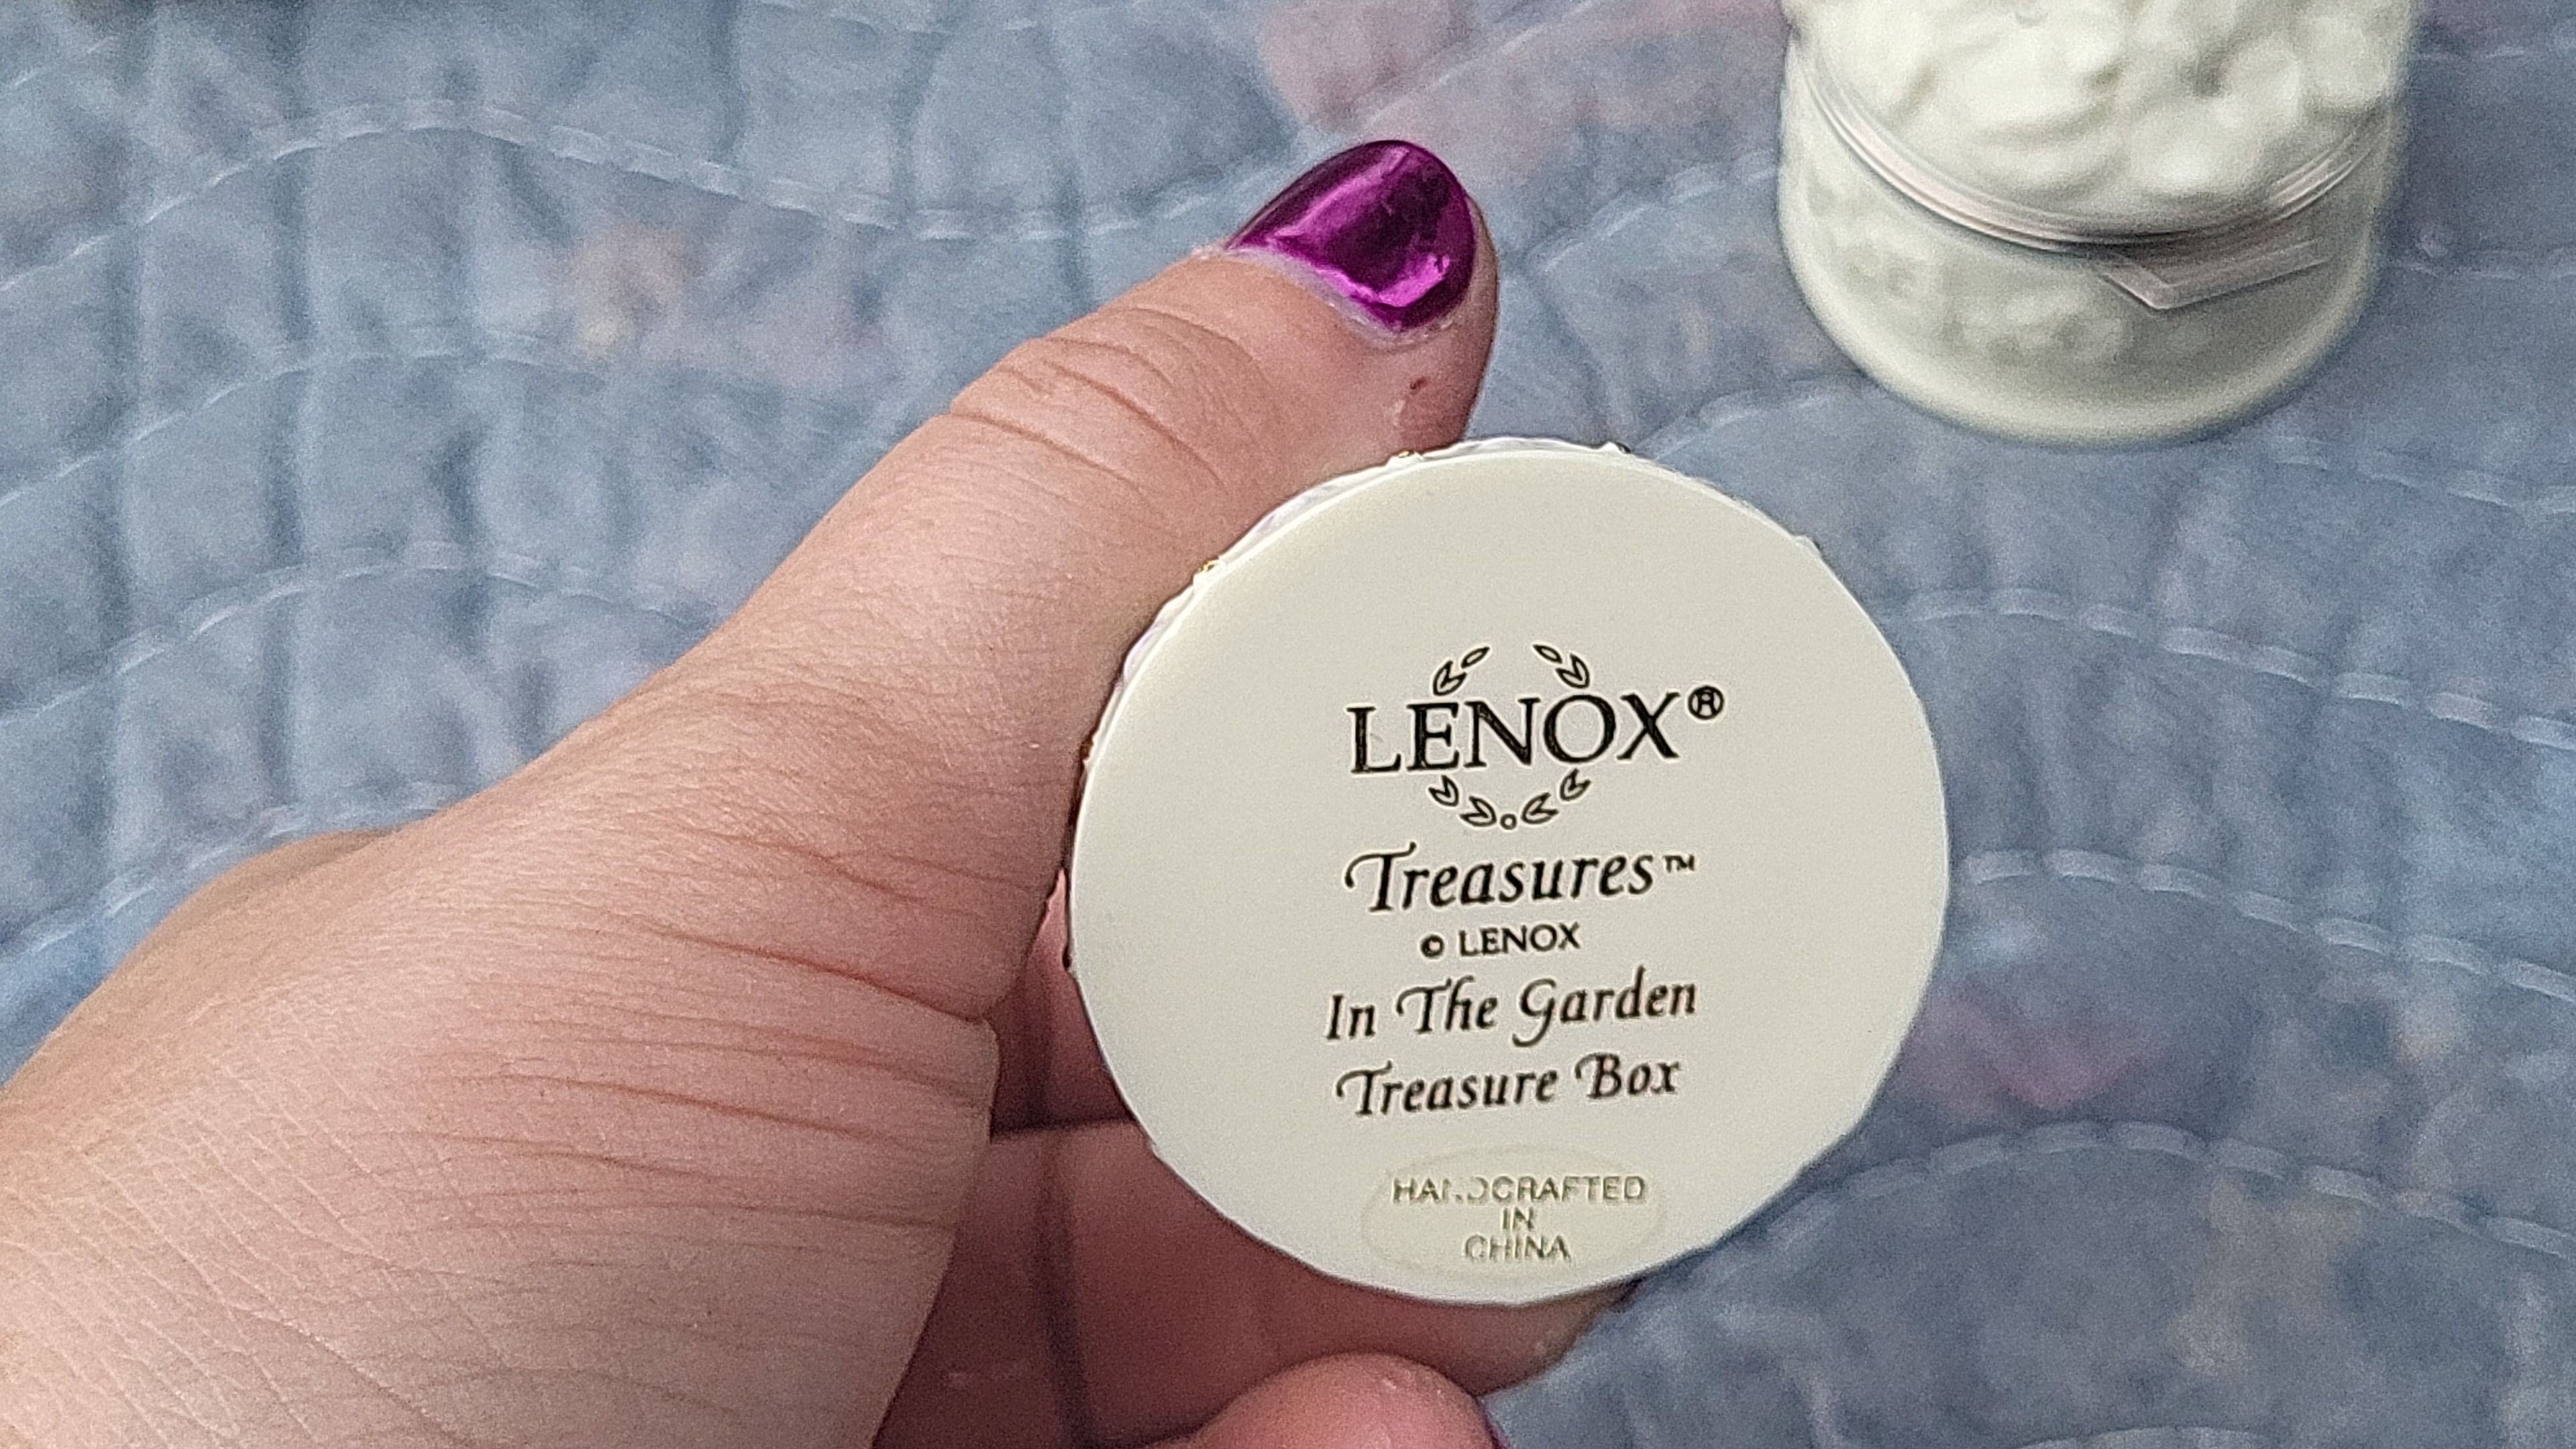 LENOX®
Treasures™
© LENOX
In The Garden
Treasure Box
HANDCRAFTED
IN
CHINA